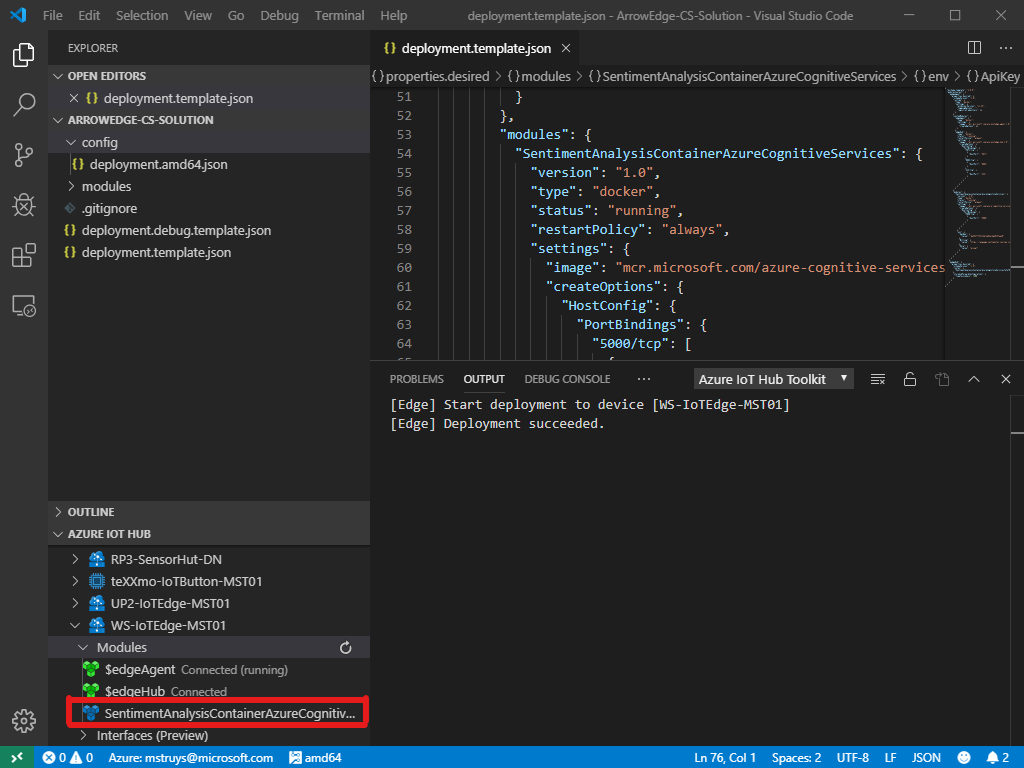 File Edit Selection View Go Debug Terminal Help deployment.template.json - ArrowEdge-CS-Solution - Visual Studio Code
EXPLORER
OPEN EDITORS
deployment.template.json
ARROWEDGE-CS-SOLUTION
config
{} deployment.amd64.json
modules
.gitignore
{} deployment.debug.template.json
{} deployment.template.json
OUTLINE
AZURE IOT HUB
RP3-SensorHut-DN
teXXmo-IoTButton-MST01
UP2-IoTEdge-MST01
WS-IoTEdge-MST01
Modules
$edgeAgent Connected (running)
$edgeHub Connected
SentimentAnalysisContainerAzureCognitiv...
Interfaces (Preview)
{} deployment.template.json
{} properties.desired > {} modules > {} SentimentAnalysisContainerAzureCognitiveServices > {} env > {} ApiKey
51 }
52 },
53 "modules": {
54 "SentimentAnalysisContainerAzureCognitiveServices": {
55 "version": "1.0",
56 "type": "docker",
57 "status": "running",
58 "restartPolicy": "always",
59 "settings": {
60 "image": "mcr.microsoft.com/azure-cognitive-services
61 "createOptions": {
62 "HostConfig": {
63 "PortBindings": {
64 "5000/tcp": [
PROBLEMS OUTPUT DEBUG CONSOLE ... Azure IoT Hub Toolkit
[Edge] Start deployment to device [WS-IoTEdge-MST01]
[Edge] Deployment succeeded.
0 0 Azure: mstruys@microsoft.com amd64 Ln 76, Col 1 Spaces: 2 UTF-8 LF JSON 2